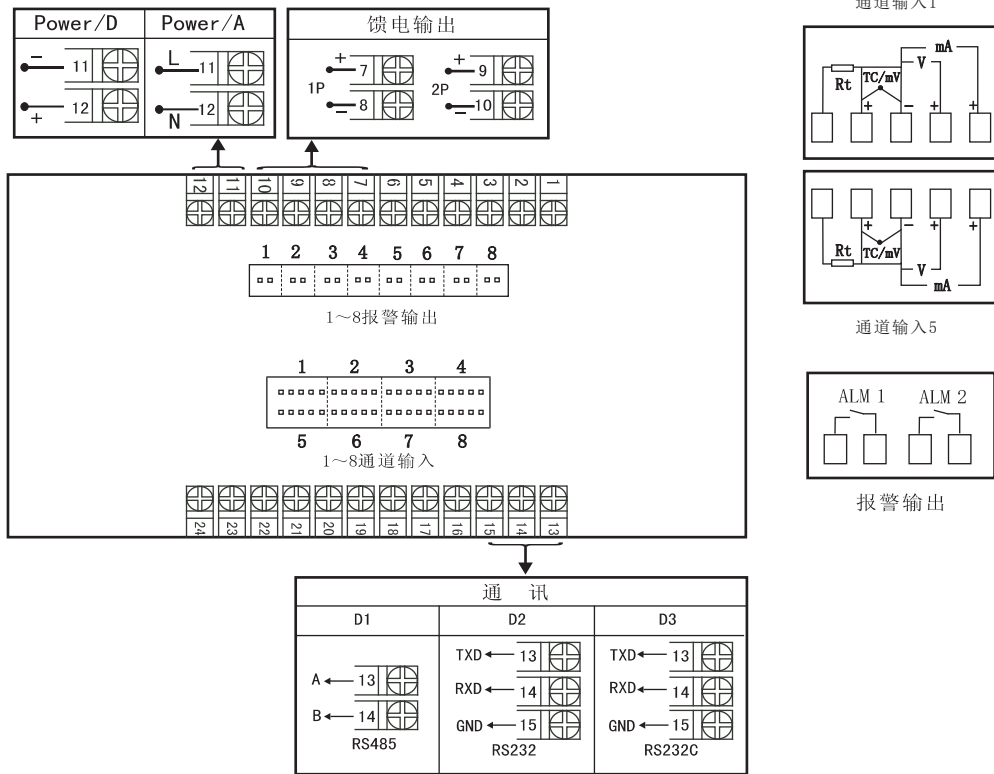 Power/D Power/A
馈电输出
通道输入1
- 11
L 11
+ 12
N 12
1P + 7
- 8
2P + 9
- 10
mA
V
Rt TC/mV
+ - + +
12 11 10 9 8 7 6 5 4 3 2 1
1 2 3 4 5 6 7 8
1～8报警输出
+ - + +
Rt TC/mV
V
mA
通道输入5
1 2 3 4
5 6 7 8
1～8通道输入
ALM 1 ALM 2
报警输出
24 23 22 21 20 19 18 17 16 15 14 13
通 讯
D1 D2 D3
A 13
B 14
RS485
TXD 13
RXD 14
GND 15
RS232
TXD 13
RXD 14
GND 15
RS232C